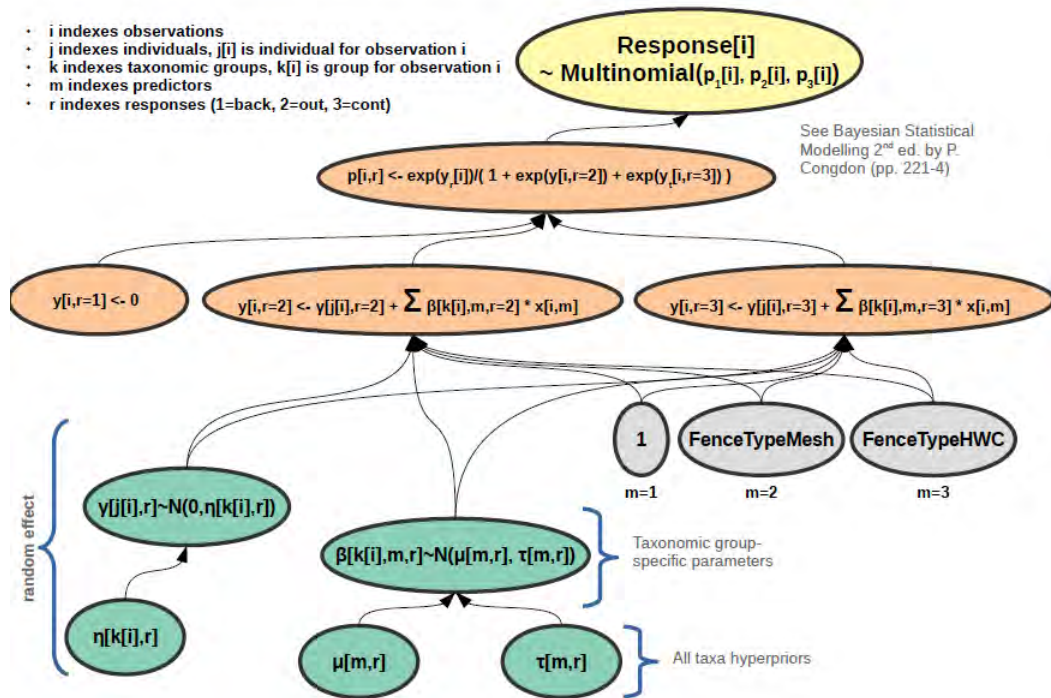 · i indexes observations
· j indexes individuals, j[i] is individual for observation i
· k indexes taxonomic groups, k[i] is group for observation i
· m indexes predictors
· r indexes responses (1=back, 2=out, 3=cont)
Response[i]
~ Multinomial(p₁[i], p₂[i], p₃[i])
See Bayesian Statistical
Modelling 2nd ed. by P.
Congdon (pp. 221-4)
p[i,r] <- exp(yᵣ[i])/( 1 + exp(y[i,r=2]) + exp(yₜ[i,r=3]) )
y[i,r=1] <- 0
y[i,r=2] <- γ[j[i],r=2] + Σ β[k[i],m,r=2] * x[i,m]
y[i,r=3] <- γ[j[i],r=3] + Σ β[k[i],m,r=3] * x[i,m]
1
FenceTypeMesh
FenceTypeHWC
m=1
m=2
m=3
random effect
γ[j[i],r]~N(0,η[k[i],r])
β[k[i],m,r]~N(μ[m,r], τ[m,r])
Taxonomic group-
specific parameters
η[k[i],r]
μ[m,r]
τ[m,r]
All taxa hyperpriors